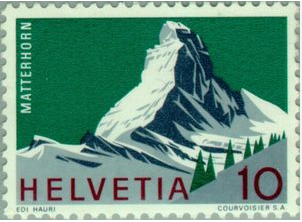 MATTERHORN
HELVETIA 10
EDI HAURI COURVOISIER S.A.